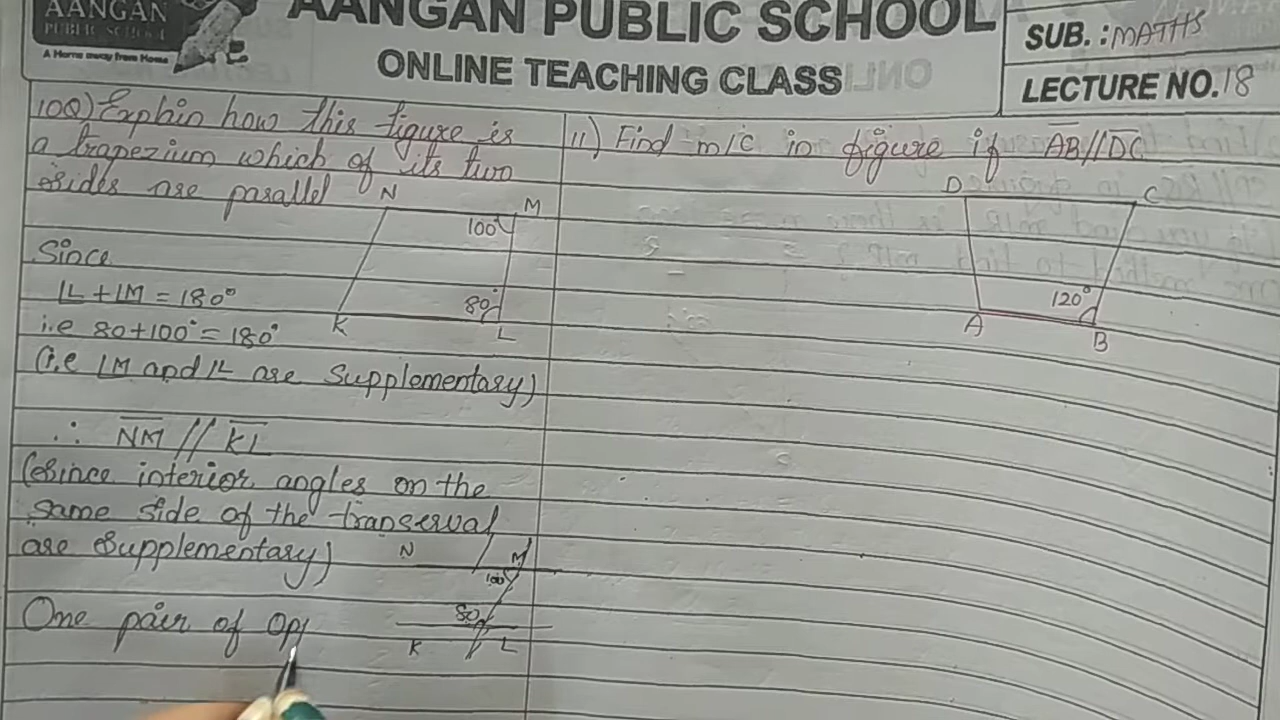 AANGAN
PUBLIC SCHOOL
A Home away from Home
AANGAN PUBLIC SCHOOL
ONLINE TEACHING CLASS
SUB. : MATHS
LECTURE NO. 18
10Q) Explain how this figure is
a trapezium which of its two
sides are parallel
N
M
100°
Since
∠L + ∠M = 180°
80°
K
L
i.e 80+100° = 180°
(i.e ∠M and ∠L are Supplementary)
∴ NM // KL
(Since interior angles on the
same side of the transerval
are Supplementary)
N
M
100°
80
K
L
One pair of Opp
11) Find m∠C in figure if AB//DC
D
C
120°
A
B